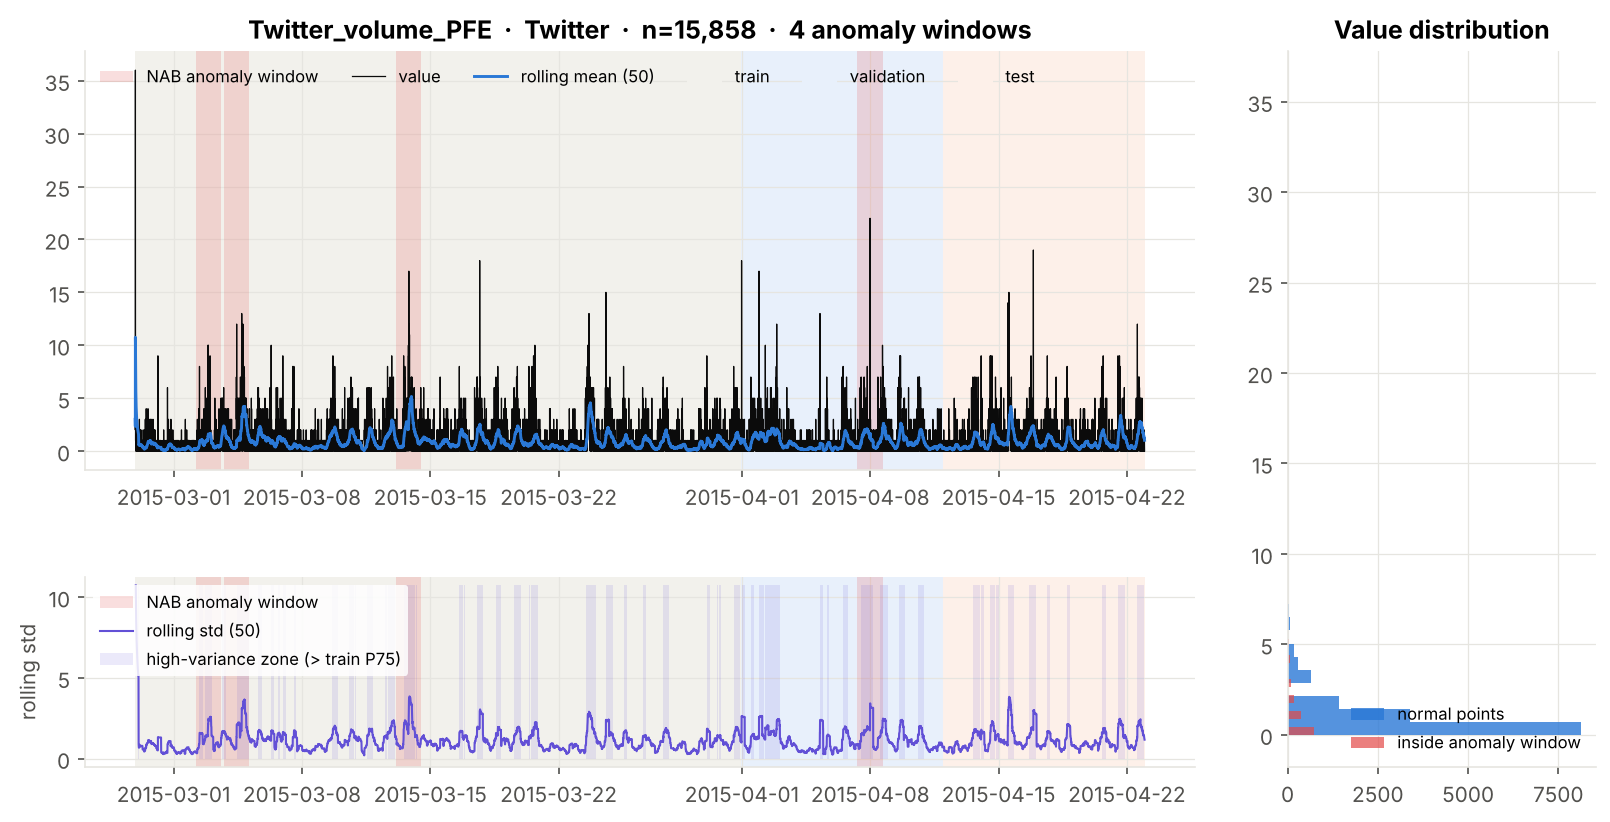 Twitter_volume_PFE · Twitter · n=15,858 · 4 anomaly windows
NAB anomaly window value rolling mean (50) train validation test
35
30
25
20
15
10
5
0
2015-03-01 2015-03-08 2015-03-15 2015-03-22 2015-04-01 2015-04-08 2015-04-15 2015-04-22
rolling std
NAB anomaly window
rolling std (50)
high-variance zone (> train P75)
10
5
0
2015-03-01 2015-03-08 2015-03-15 2015-03-22 2015-04-01 2015-04-08 2015-04-15 2015-04-22
Value distribution
35
30
25
20
15
10
5
0
normal points
inside anomaly window
0 2500 5000 7500